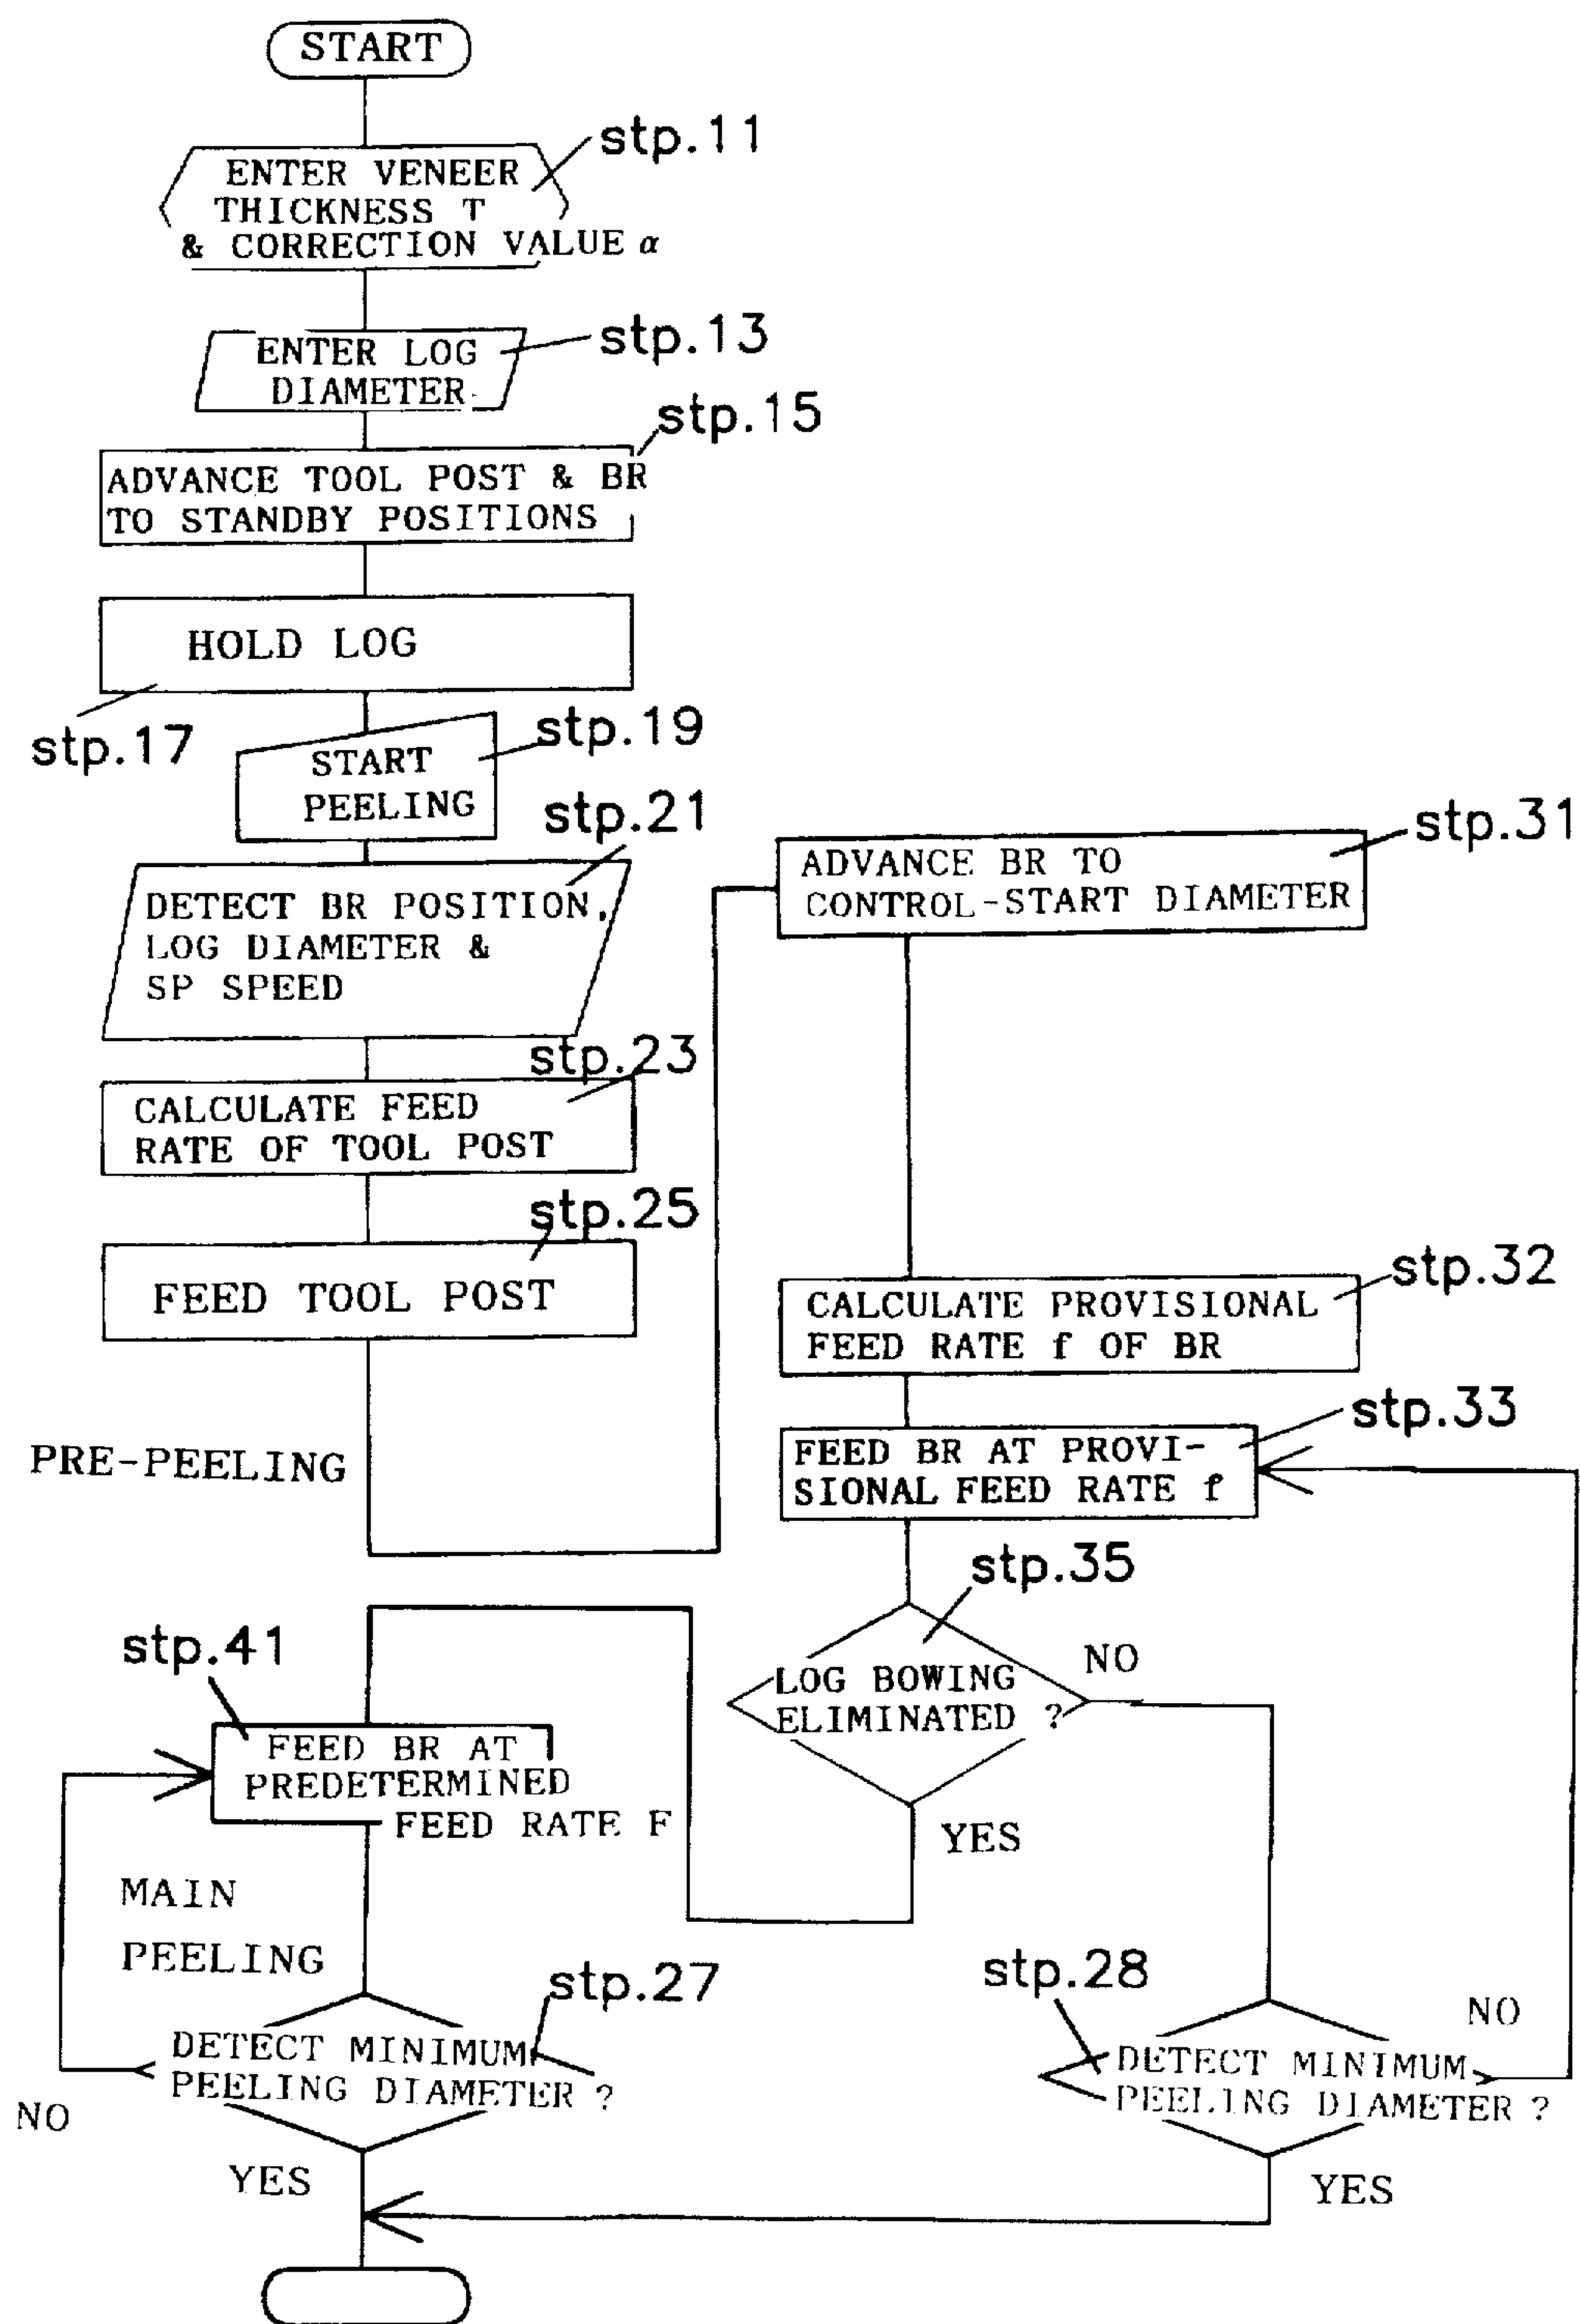 START
stp.11
ENTER VENEER
THICKNESS T
& CORRECTION VALUE α
stp.13
ENTER LOG
DIAMETER
stp.15
ADVANCE TOOL POST & BR
TO STANDBY POSITIONS
HOLD LOG
stp.17
stp.19
START
PEELING
stp.21
DETECT BR POSITION,
LOG DIAMETER &
SP SPEED
stp.23
CALCULATE FEED
RATE OF TOOL POST
stp.25
FEED TOOL POST
PRE-PEELING
stp.31
ADVANCE BR TO
CONTROL-START DIAMETER
stp.32
CALCULATE PROVISIONAL
FEED RATE f OF BR
stp.33
FEED BR AT PROVI-
SIONAL FEED RATE f
stp.35
LOG BOWING
ELIMINATED ?
NO
YES
stp.41
FEED BR AT
PREDETERMINED
FEED RATE F
MAIN
PEELING
stp.27
DETECT MINIMUM
PEELING DIAMETER ?
NO
YES
stp.28
DETECT MINIMUM
PEELING DIAMETER ?
NO
YES